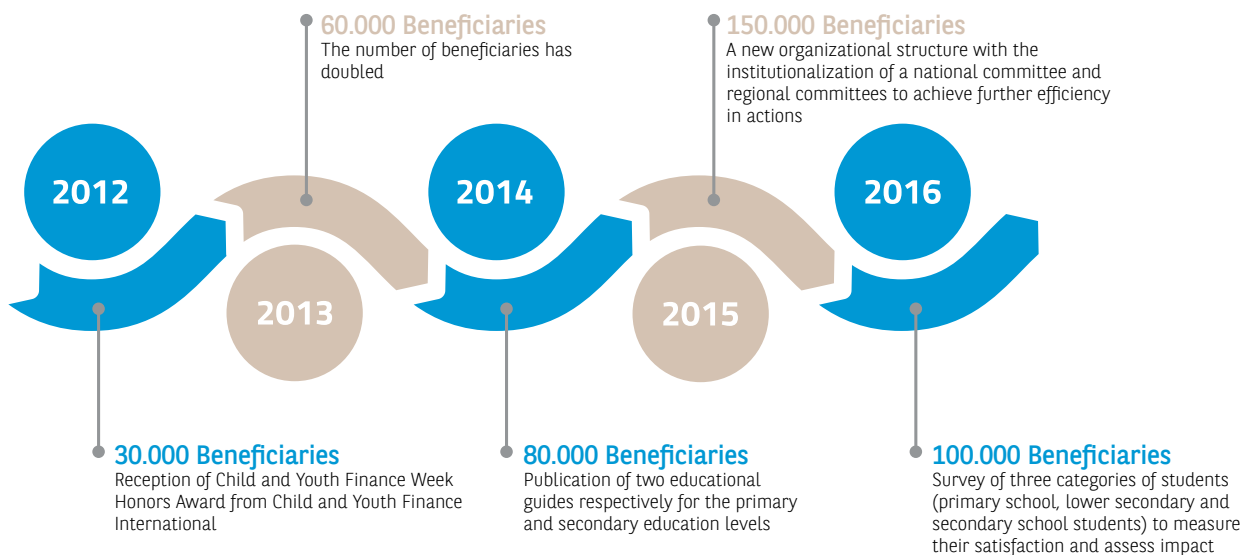 60.000 Beneficiaries
The number of beneficiaries has
doubled
150.000 Beneficiaries
A new organizational structure with the
institutionalization of a national committee and
regional committees to achieve further efficiency
in actions
2012
2013
2014
2015
2016
30.000 Beneficiaries
Reception of Child and Youth Finance Week
Honors Award from Child and Youth Finance
International
80.000 Beneficiaries
Publication of two educational
guides respectively for the primary
and secondary education levels
100.000 Beneficiaries
Survey of three categories of students
(primary school, lower secondary and
secondary school students) to measure
their satisfaction and assess impact